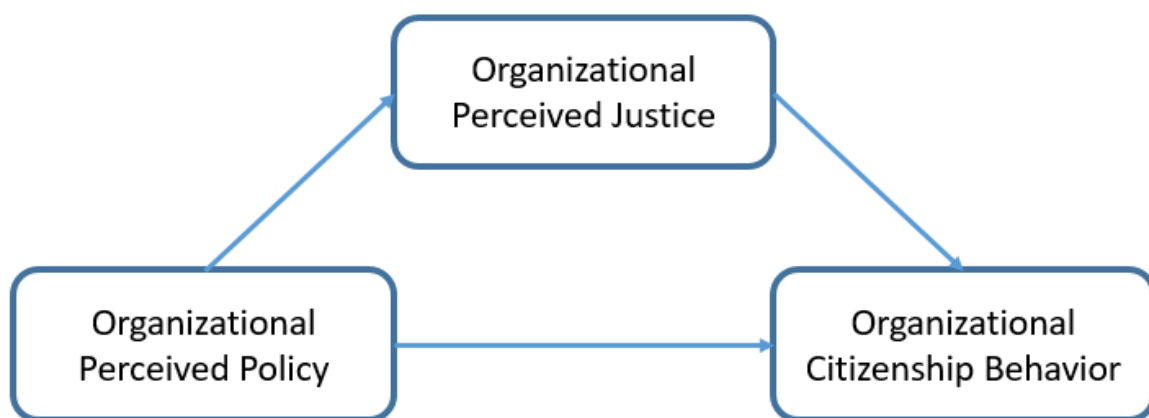 Organizational
Perceived Justice
Organizational
Perceived Policy
Organizational
Citizenship Behavior